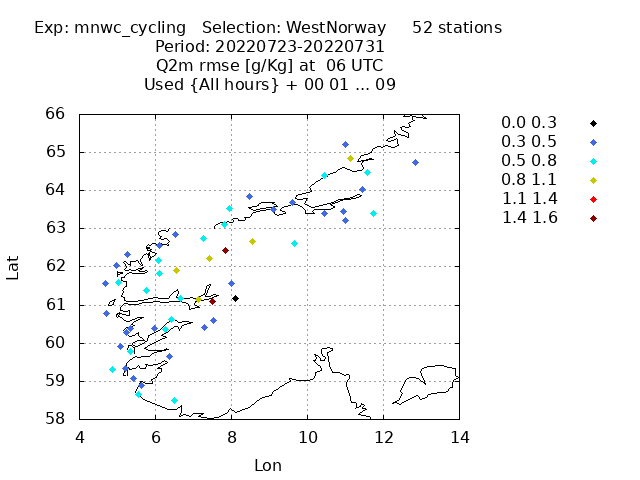 Exp: mnwc_cycling   Selection: WestNorway     52 stations
Period: 20220723-20220731
Q2m rmse [g/Kg] at  06 UTC
Used {All hours} + 00 01 ... 09
66
65
64
63
62
61
60
59
58
Lat
4 6 8 10 12 14
Lon
0.0 0.3
0.3 0.5
0.5 0.8
0.8 1.1
1.1 1.4
1.4 1.6